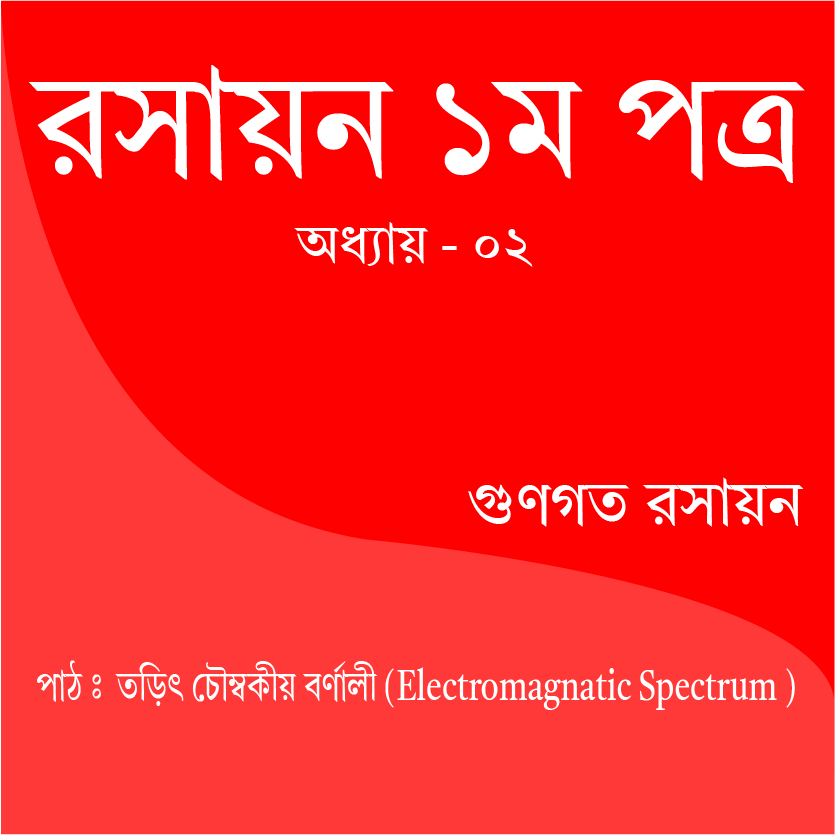 রসায়ন ১ম পত্র
অধ্যায় - ০২
গুণগত রসায়ন
পাঠ ঃ তড়িৎ চৌম্বকীয় বর্ণালী ( Electromagnatic Spectrum )